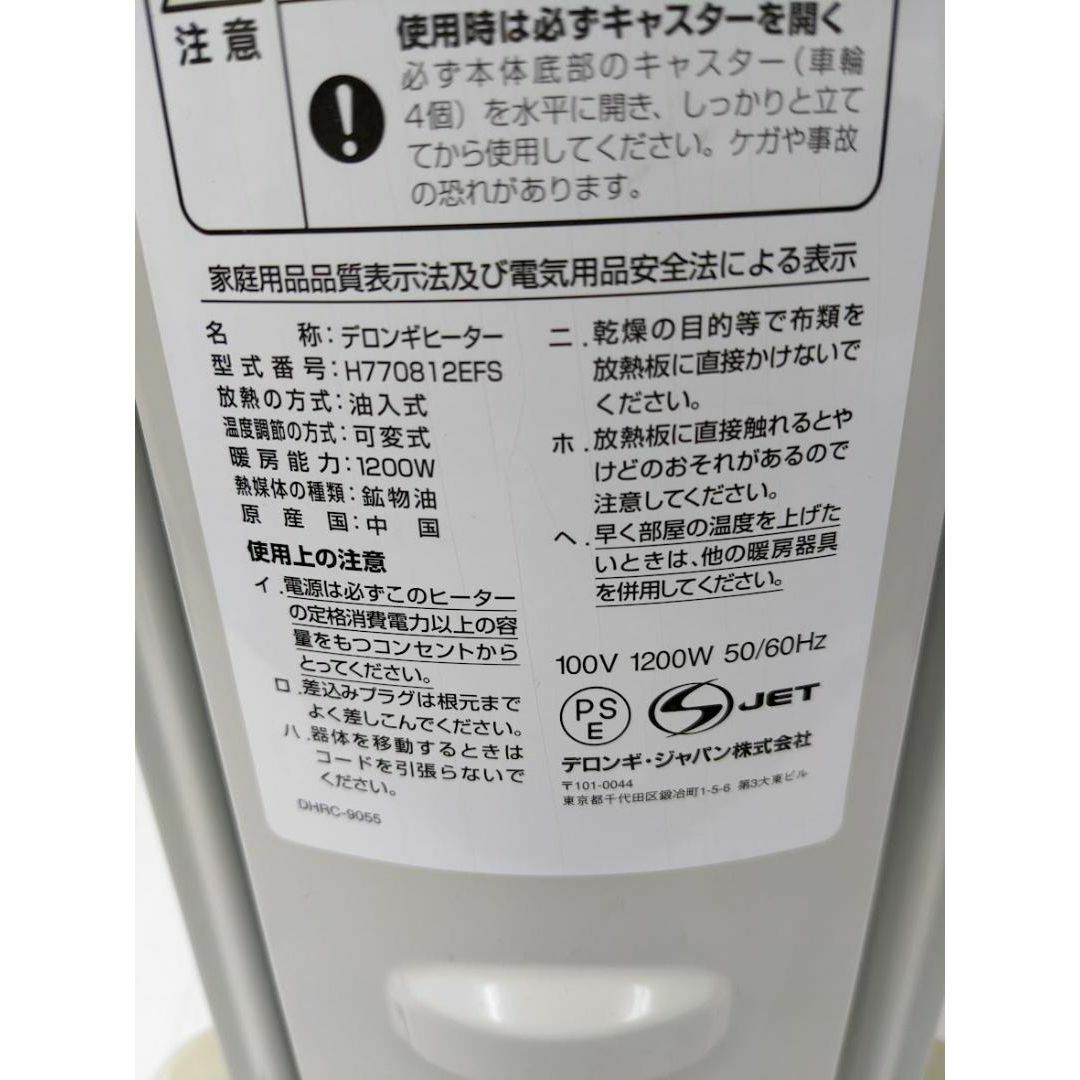 注意
使用時は必ずキャスターを開く
必ず本体底部のキャスター(車輪
4個)を水平に開き、しっかりと立て
てから使用してください。ケガや事故
の恐れがあります。
家庭用品品質表示法及び電気用品安全法による表示
名称:デロンギヒーター
型式番号:H770812EFS
放熱の方式:油入式
温度調節の方式:可変式
暖房能力:1200W
熱媒体の種類:鉱物油
原産国:中国
使用上の注意
イ.電源は必ずこのヒーター
の定格消費電力以上の容
量をもつコンセントから
とってください。
ロ.差込みプラグは根元まで
よく差しこんでください。
ハ.器体を移動するときは
コードを引張らないで
ください。
DHRC-9055
ニ.乾燥の目的等で布類を
放熱板に直接かけないで
ください。
ホ.放熱板に直接触れるとや
けどのおそれがあるので
注意してください。
ヘ.早く部屋の温度を上げた
いときは、他の暖房器具
を併用してください。
100V 1200W 50/60Hz
PS
E
JET
デロンギ・ジャパン株式会社
〒101-0044
東京都千代田区鍛冶町1-5-6 第3大東ビル